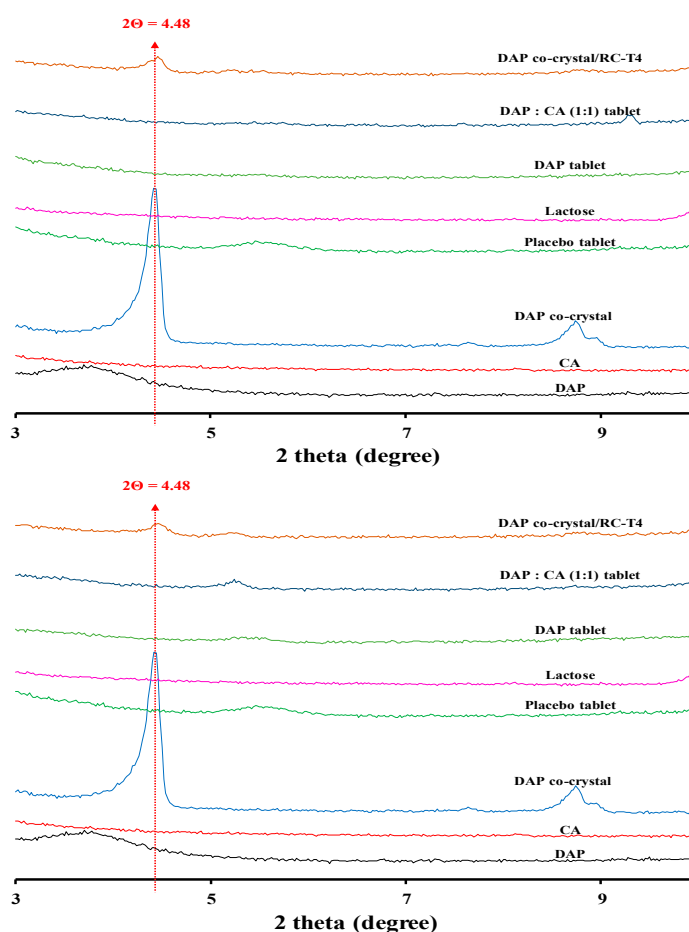 2Θ = 4.48
DAP co-crystal/RC-T4
DAP : CA (1:1) tablet
DAP tablet
Lactose
Placebo tablet
DAP co-crystal
CA
DAP
3 5 7 9
2 theta (degree)
2Θ = 4.48
DAP co-crystal/RC-T4
DAP : CA (1:1) tablet
DAP tablet
Lactose
Placebo tablet
DAP co-crystal
CA
DAP
3 5 7 9
2 theta (degree)